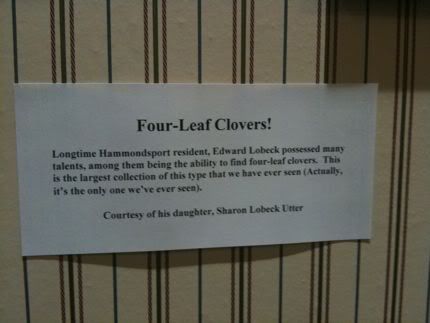 Four-Leaf Clovers!
Longtime Hammondsport resident, Edward Lobeck possessed many
talents, among them being the ability to find four-leaf clovers. This
is the largest collection of this type that we have ever seen (Actually,
it's the only one we've ever seen).
Courtesy of his daughter, Sharon Lobeck Utter